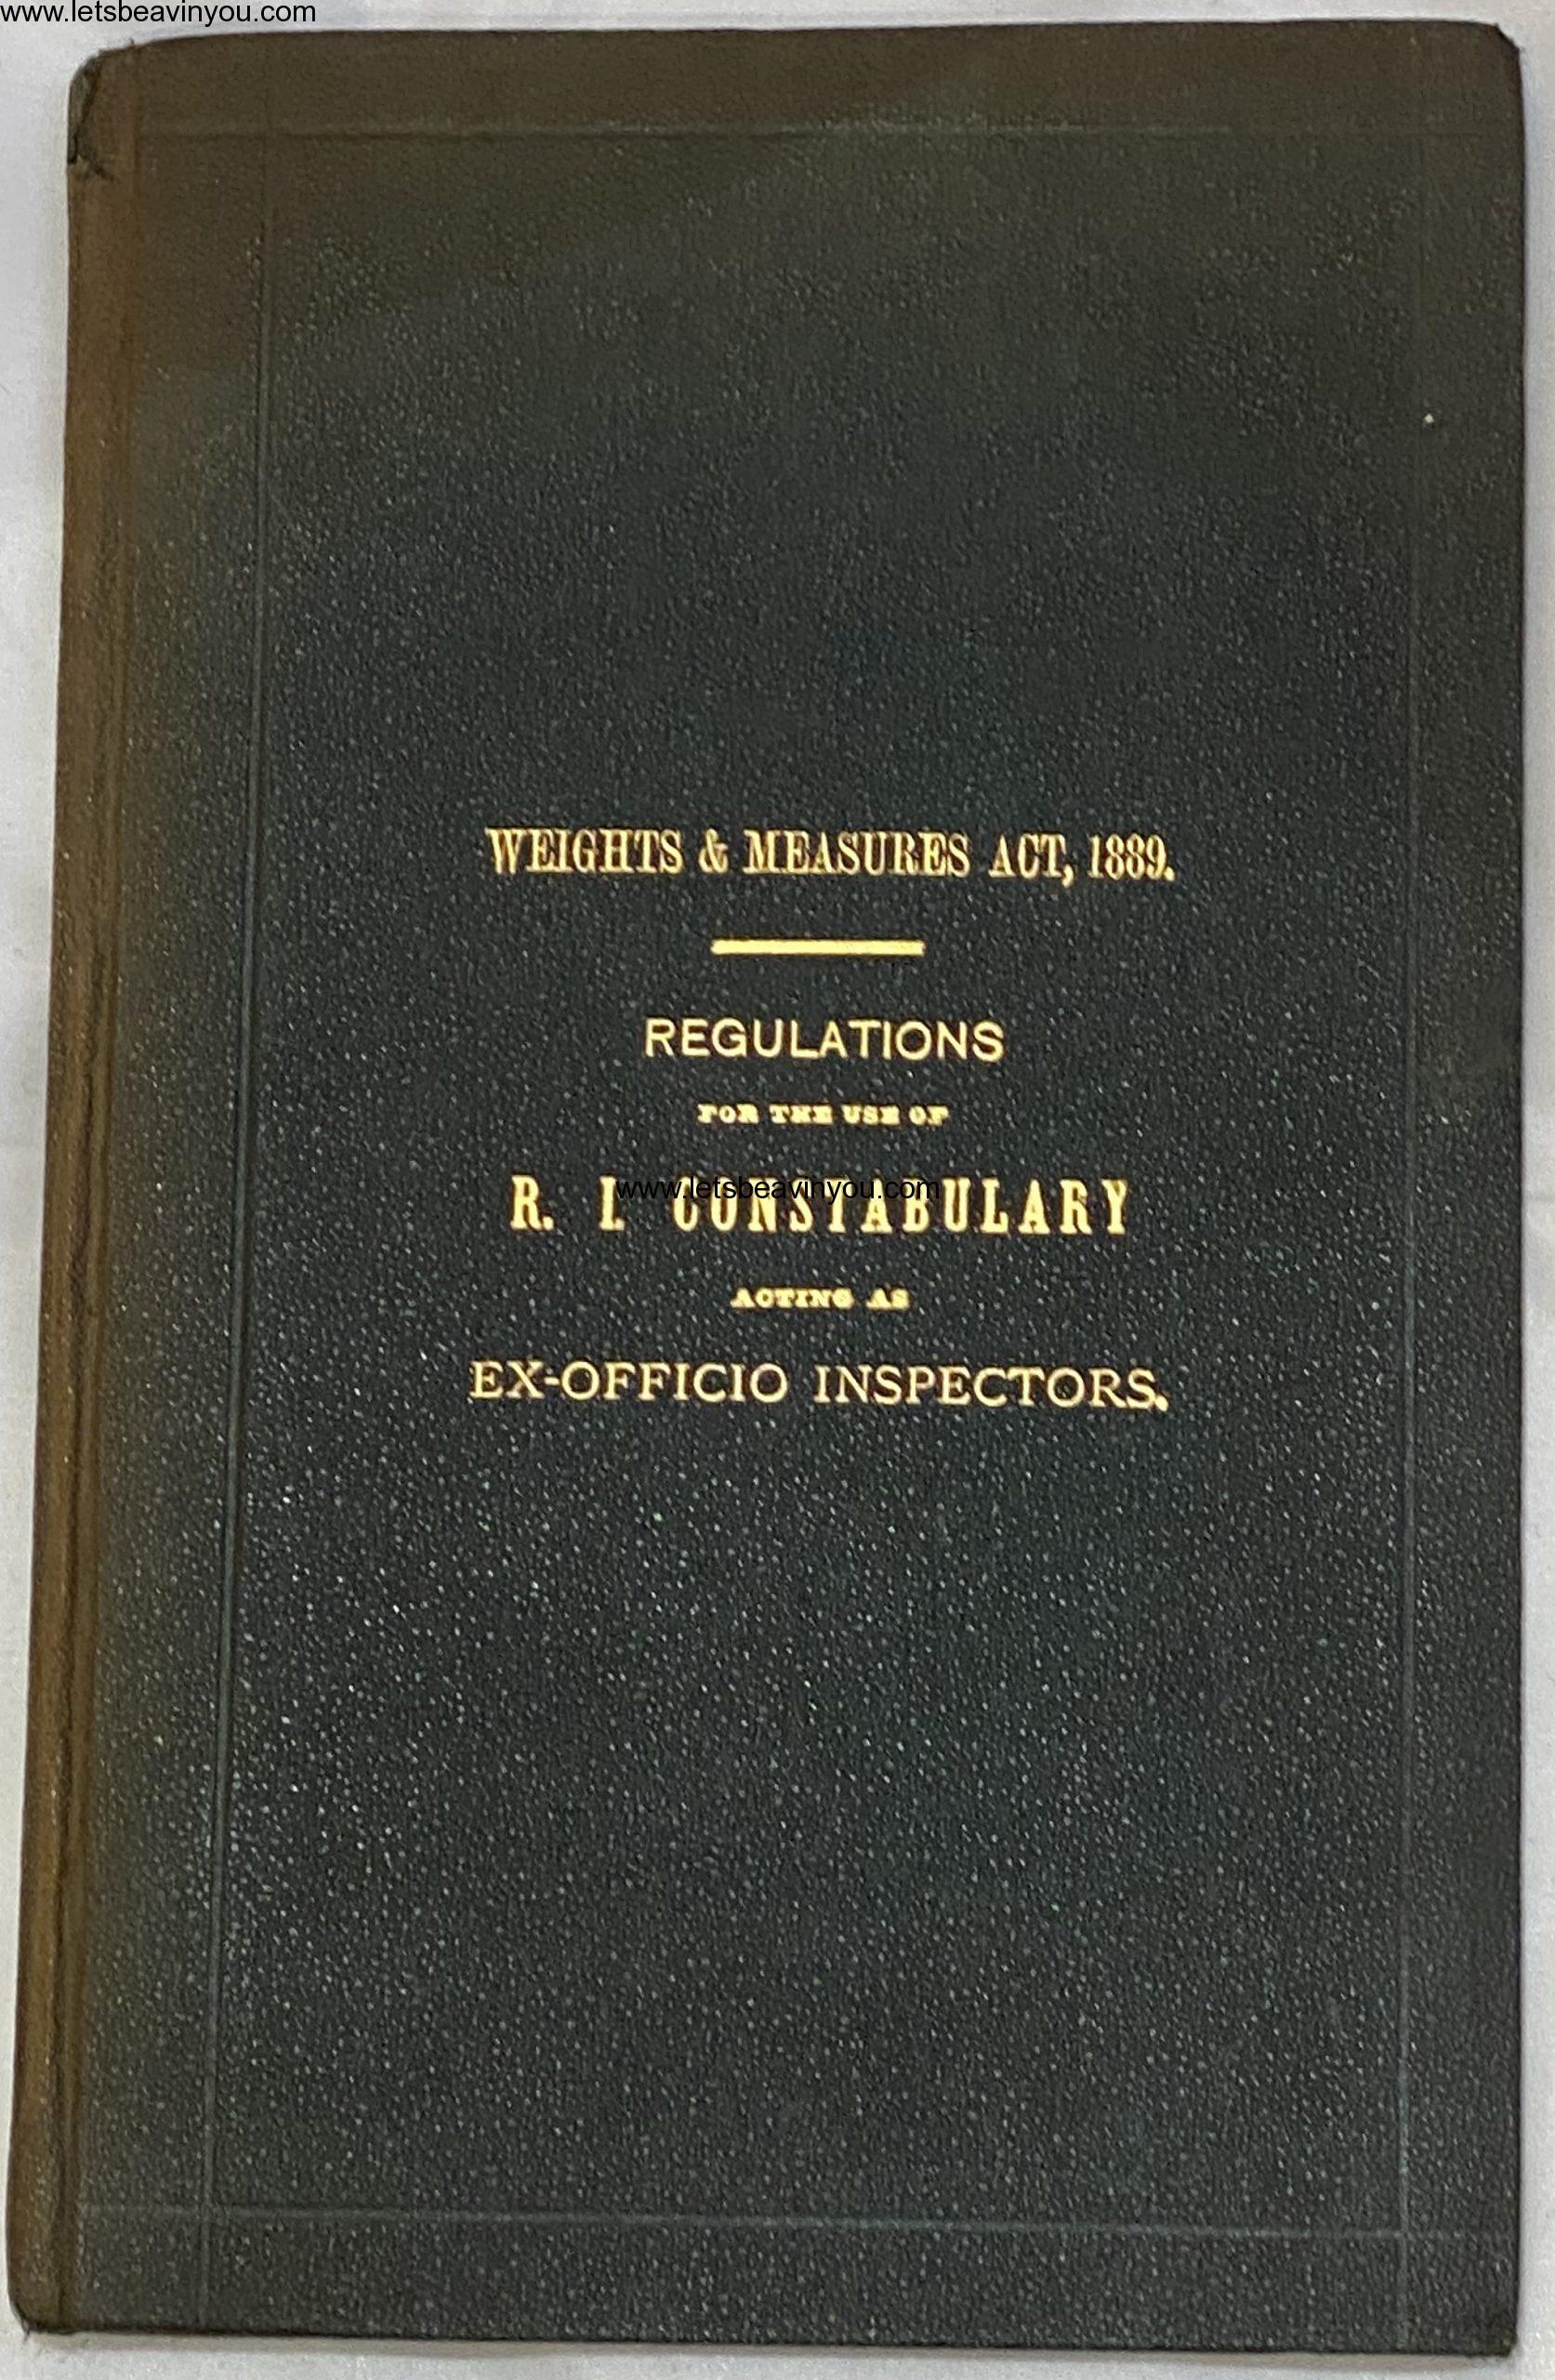 www.letsbeavinyou.com
WEIGHTS & MEASURES ACT, 1889.
REGULATIONS
FOR THE USE OF
R. I. CONSTABULARY
www.letsbeavinyou.com
ACTING AS
EX-OFFICIO INSPECTORS.